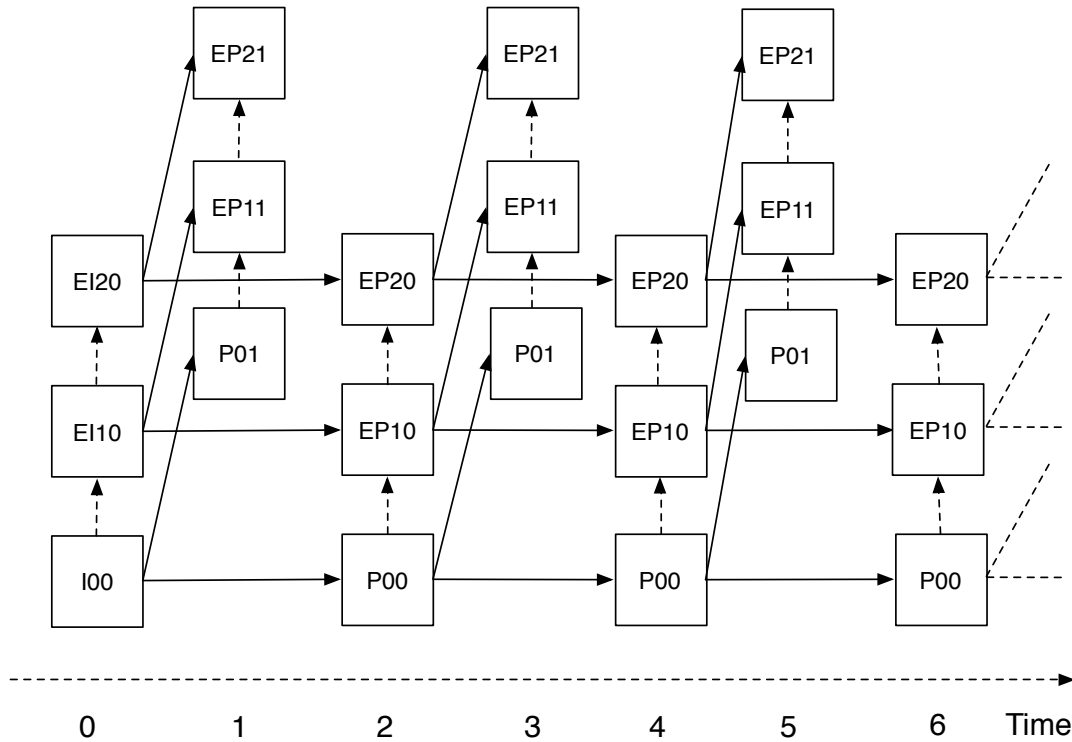 EP21 EP21 EP21
EP11 EP11 EP11
EI20 EP20 EP20 EP20
P01 P01 P01
EI10 EP10 EP10 EP10
I00 P00 P00 P00
0 1 2 3 4 5 6 Time